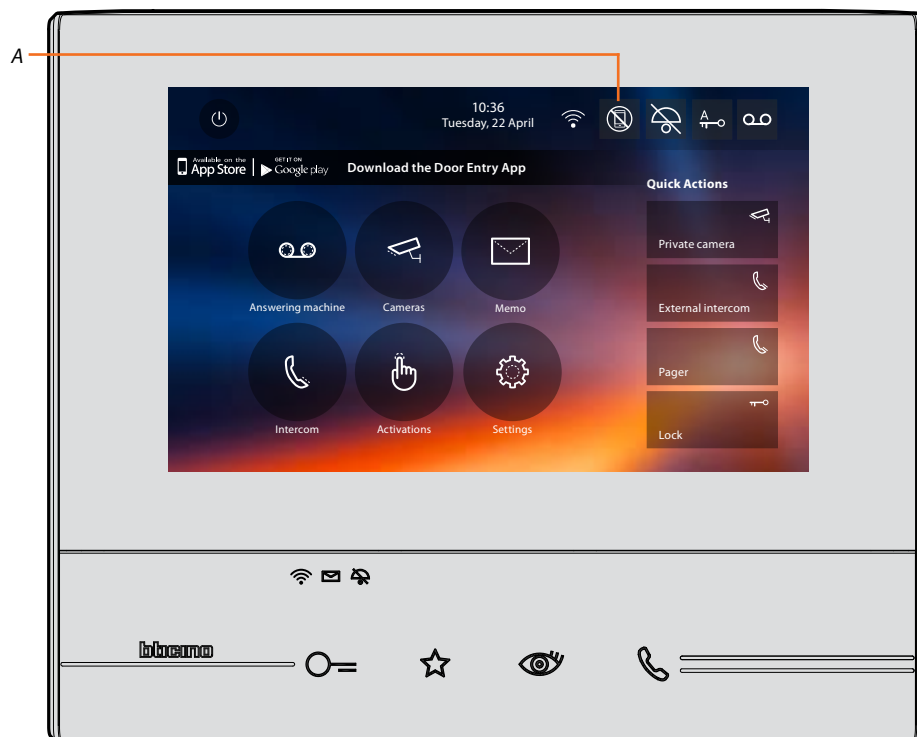 A
10:36
Tuesday, 22 April
A
Available on the
App Store
GET IT ON
Google play
Download the Door Entry App
Quick Actions
Private camera
External intercom
Pager
Lock
Answering machine
Cameras
Memo
Intercom
Activations
Settings